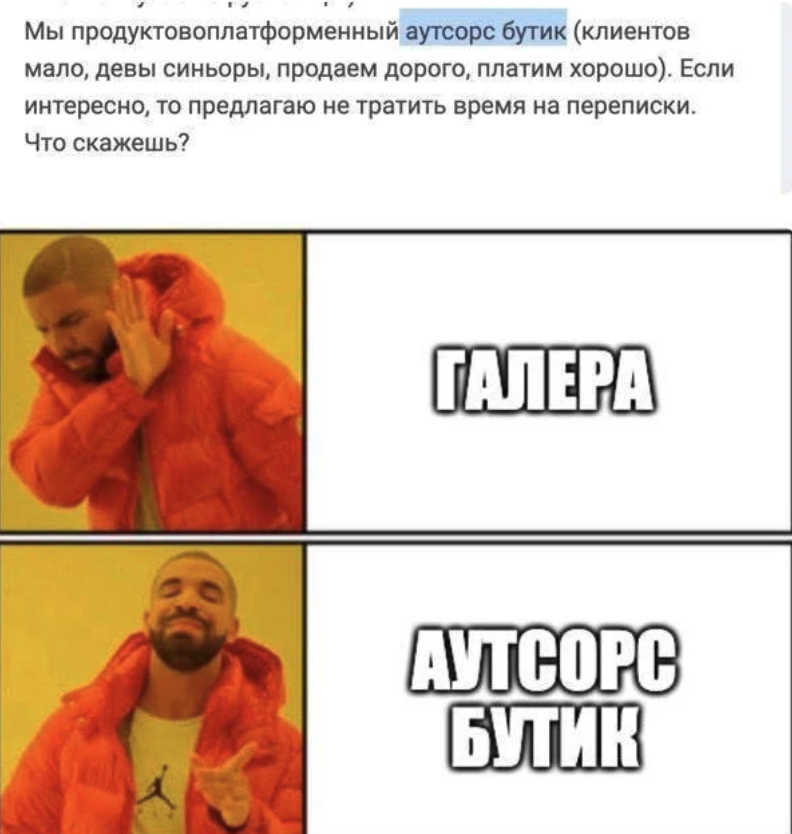 Мы продуктовоплатформенный аутсорс бутик (клиентов
мало, девы синьоры, продаем дорого, платим хорошо). Если
интересно, то предлагаю не тратить время на переписки.
Что скажешь?
ГАЛЕРА
АУТСОРС
БУТИК